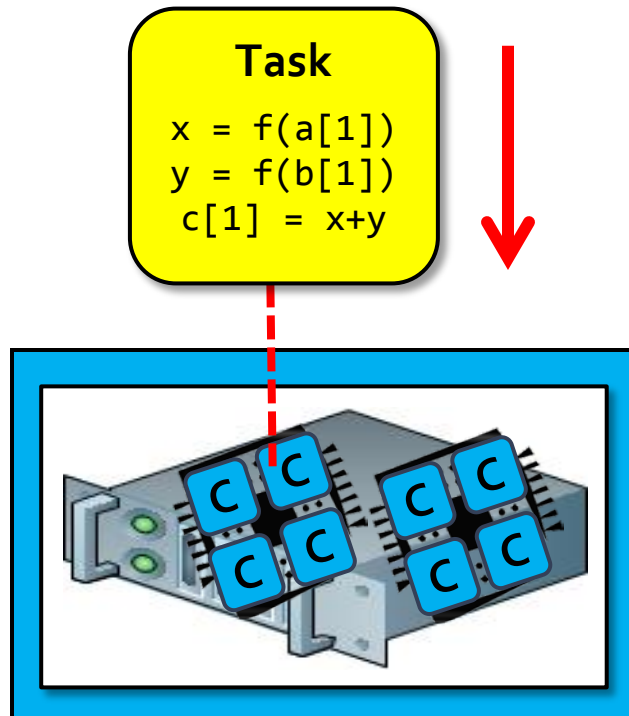 Task
x = f(a[1])
y = f(b[1])
c[1] = x+y
C
C
C
C
C
C
C
C